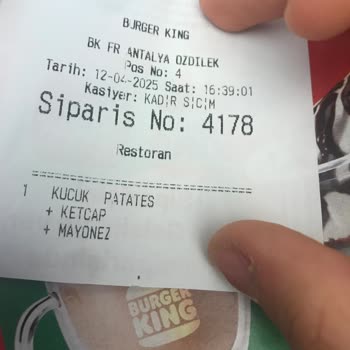 BURGER KING
BK FR ANTALYA OZDILEK
Pos No: 4
Tarih: 12-04-2025 Saat: 16:39:01
Kasiyer: KADIR SICIM
Siparis No: 4178
Restoran
1 KUCUK PATATES
+ KETCAP
+ MAYONEZ
BURGER
KING